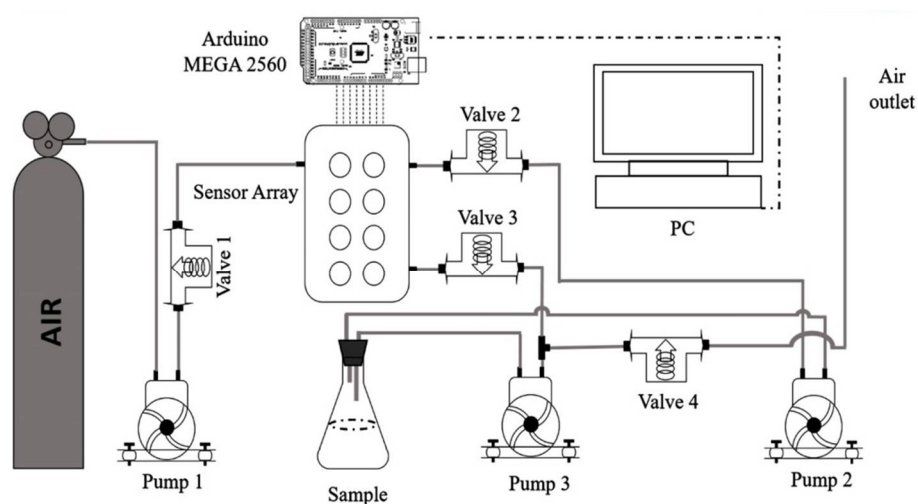 Arduino
MEGA 2560
Air
outlet
Valve 2
Sensor Array
Valve 3
PC
Valve 1
AIR
Valve 4
Pump 1
Sample
Pump 3
Pump 2